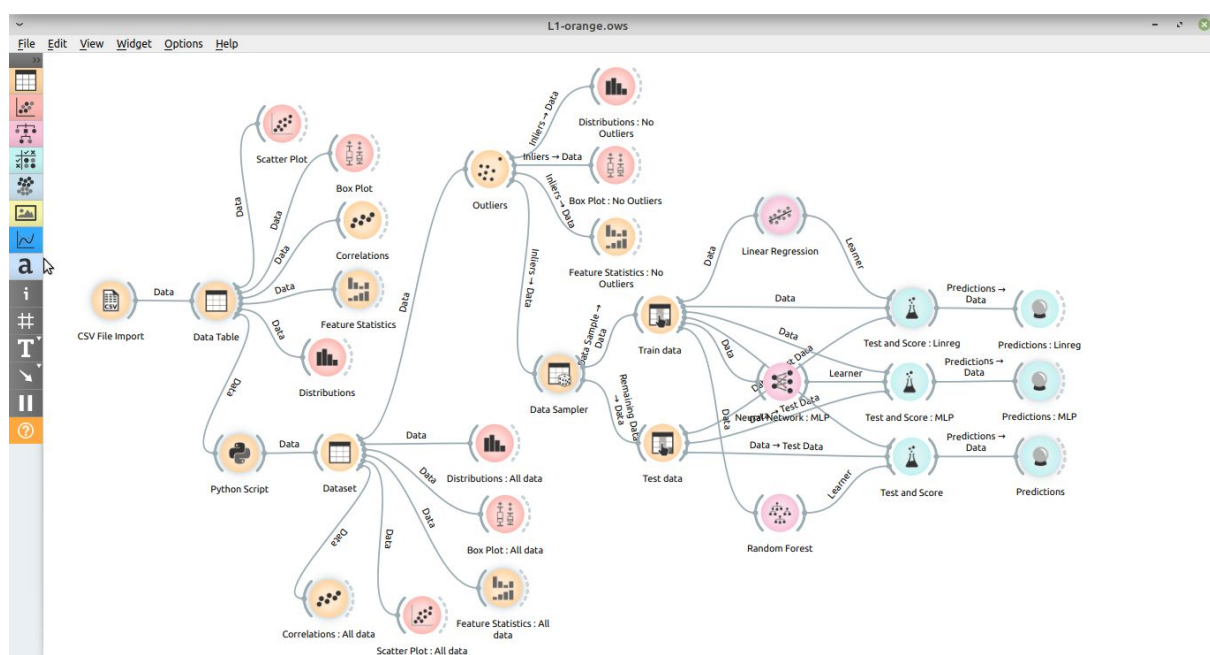 L1-orange.ows
File Edit View Widget Options Help
CSV
CSV File Import
Data
Data Table
Data
Scatter Plot
Data
Box Plot
Data
Correlations
Data
Feature Statistics
Data
Distributions
Data
Python Script
Data
Dataset
Data
Outliers
Inliers → Data
Distributions : No
Outliers
Inliers → Data
Box Plot : No Outliers
Inliers → Data
Feature Statistics : No
Outliers
Inliers → Data
Data Sampler
Data
Distributions : All data
Data
Box Plot : All data
Data
Feature Statistics : All
data
Data
Scatter Plot : All data
Data
Correlations : All data
Data Sample →
Data
Train data
Remaining Data
→ Data
Test data
Data
Linear Regression
Learner
Data
Test and Score : Linreg
Predictions →
Data
Predictions : Linreg
Data
Data
Neural Network : MLP
Learner
Test and Score : MLP
Predictions →
Data
Predictions : MLP
Data → Test Data
Data → Test Data
Test and Score
Predictions →
Data
Predictions
Data
Random Forest
Learner
a
i
#
T
?